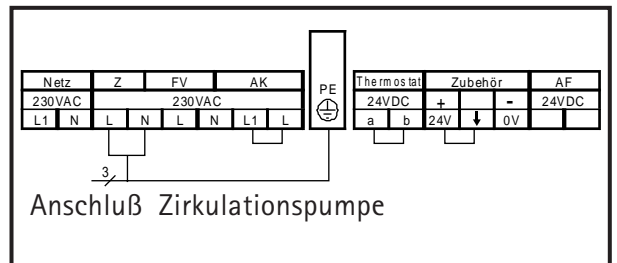 Netz Z FV AK PE Thermostat Zubehör AF
230VAC 230VAC 24VDC + - 24VDC
L1 N L N L N L1 L a b 24V ↓ 0V
3
Anschluß Zirkulationspumpe